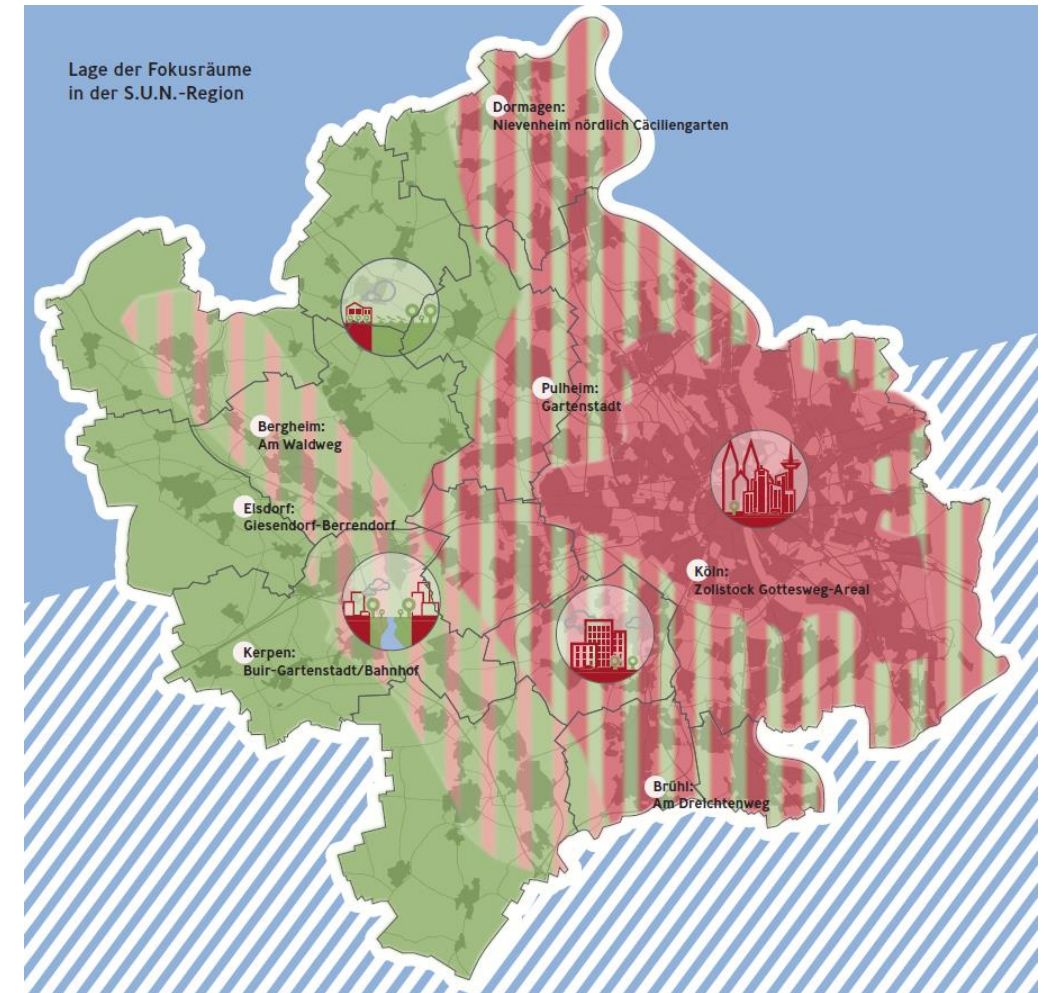 Lage der Fokusräume
in der S.U.N.-Region
Dormagen:
Nievenheim nördlich Cäciliengarten
Pulheim:
Gartenstadt
Bergheim:
Am Waldweg
Elsdorf:
Giesendorf-Berrendorf
Köln:
Zollstock Gottesweg-Areal
Kerpen:
Buir-Gartenstadt/Bahnhof
Brühl:
Am Dreichtenweg